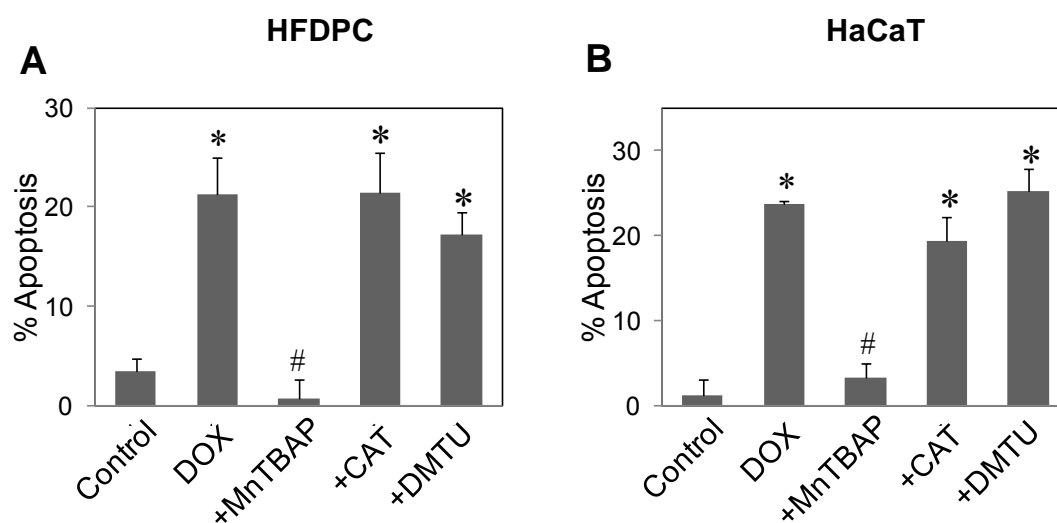 HFDPC
A
% Apoptosis
30
20
10
0
*
#
*
*
Control
DOX
+MnTBAP
+CAT
+DMTU
HaCaT
B
% Apoptosis
30
20
10
0
*
#
*
*
Control
DOX
+MnTBAP
+CAT
+DMTU